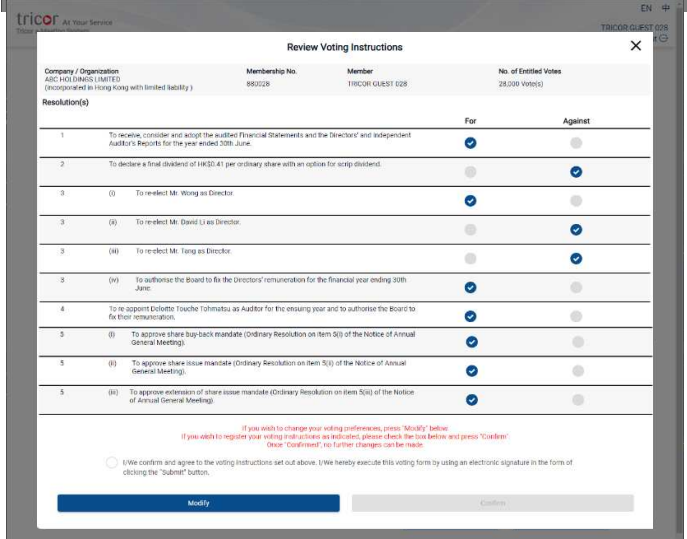 EN 中
tricor At Your Service
TRICOR GUEST 028
Review Voting Instructions
Company / Organization Membership No. Member No. of Entitled Votes
ABC HOLDINGS LIMITED 880028 TRICOR GUEST 028 28,000 Vote(s)
(Incorporated in Hong Kong with limited liability )
Resolution(s)
For Against
1 To receive, consider and adopt the audited Financial Statements and the Directors' and Independent
Auditor's Reports for the year ended 30th June.
2 To declare a final dividend of HK$0.41 per ordinary share with an option for scrip dividend.
3 (i) To re-elect Mr. Wong as Director.
3 (ii) To re-elect Mr. David Li as Director.
3 (iii) To re-elect Mr. Tang as Director.
3 (iv) To authorise the Board to fix the Directors' remuneration for the financial year ending 30th
June.
4 To re-appoint Deloitte Touche Tohmatsu as Auditor for the ensuing year and to authorise the Board to
fix their remuneration.
5 (i) To approve share buy-back mandate (Ordinary Resolution on item 5(i) of the Notice of Annual
General Meeting).
5 (ii) To approve share issue mandate (Ordinary Resolution on item 5(ii) of the Notice of Annual
General Meeting).
5 (iii) To approve extension of share issue mandate (Ordinary Resolution on item 5(iii) of the Notice
of Annual General Meeting).
If you wish to change your voting preferences, press "Modify" below
If you wish to register your voting instructions as indicated, please check the box below and press "Confirm"
Once "Confirmed", no further changes can be made.
I/We confirm and agree to the voting instructions set out above. I/We hereby execute this voting form by using an electronic signature in the form of
clicking the "Submit" button.
Modify Confirm